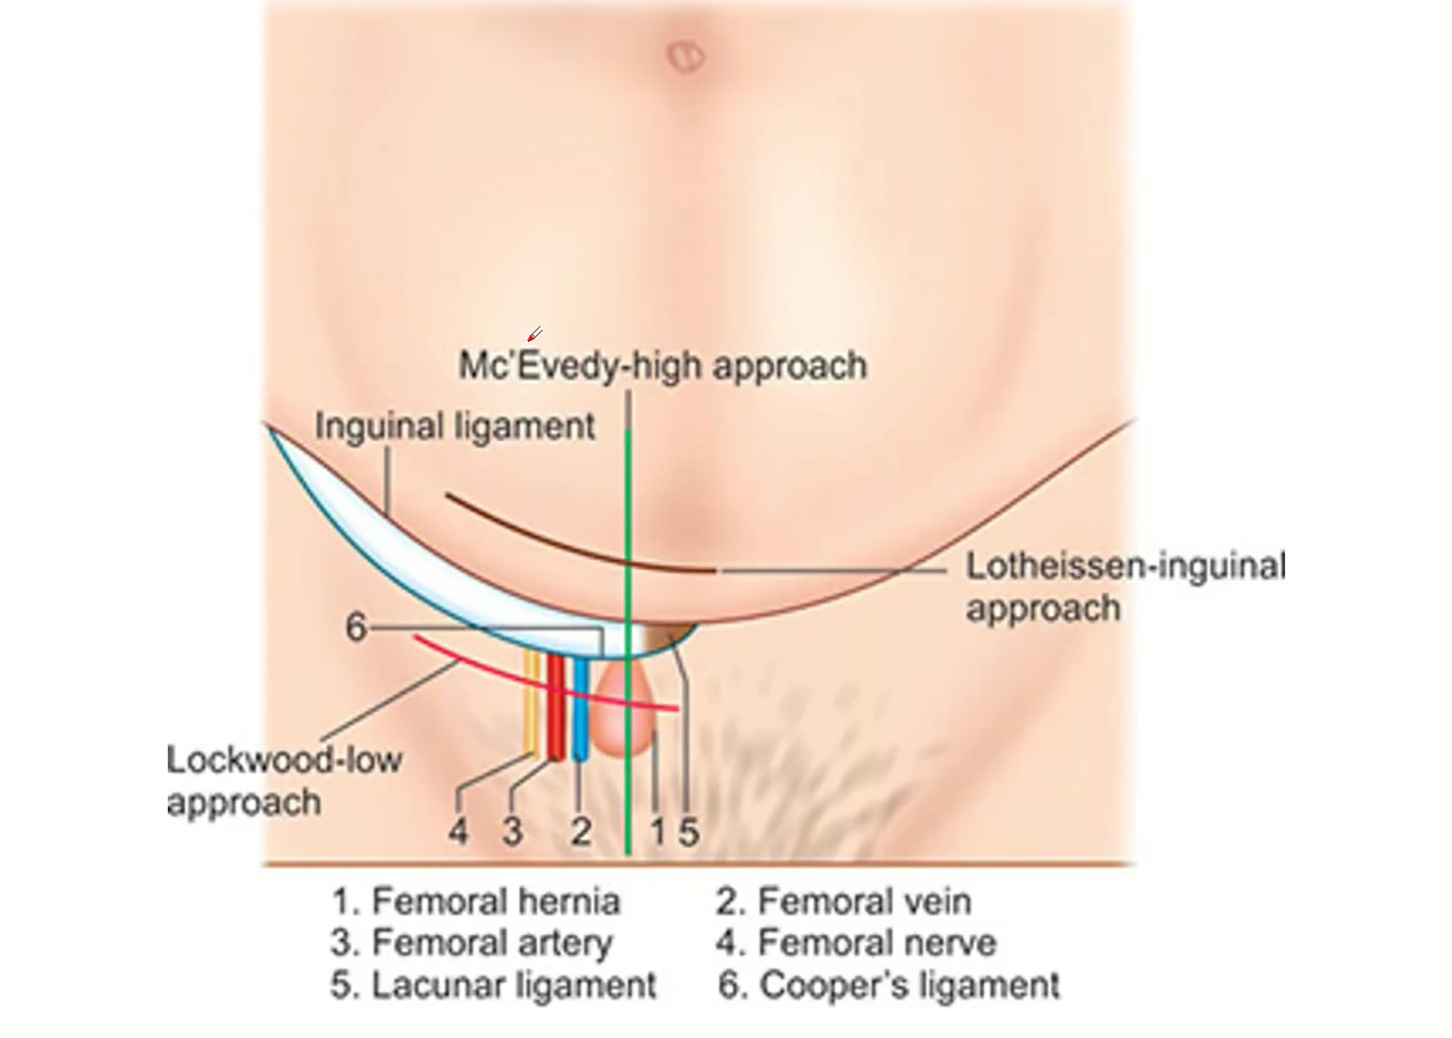 Mc'Evedy-high approach
Inguinal ligament
Lotheissen-inguinal
approach
6
Lockwood-low
approach
4 3 2 1 5
1. Femoral hernia 2. Femoral vein
3. Femoral artery 4. Femoral nerve
5. Lacunar ligament 6. Cooper's ligament